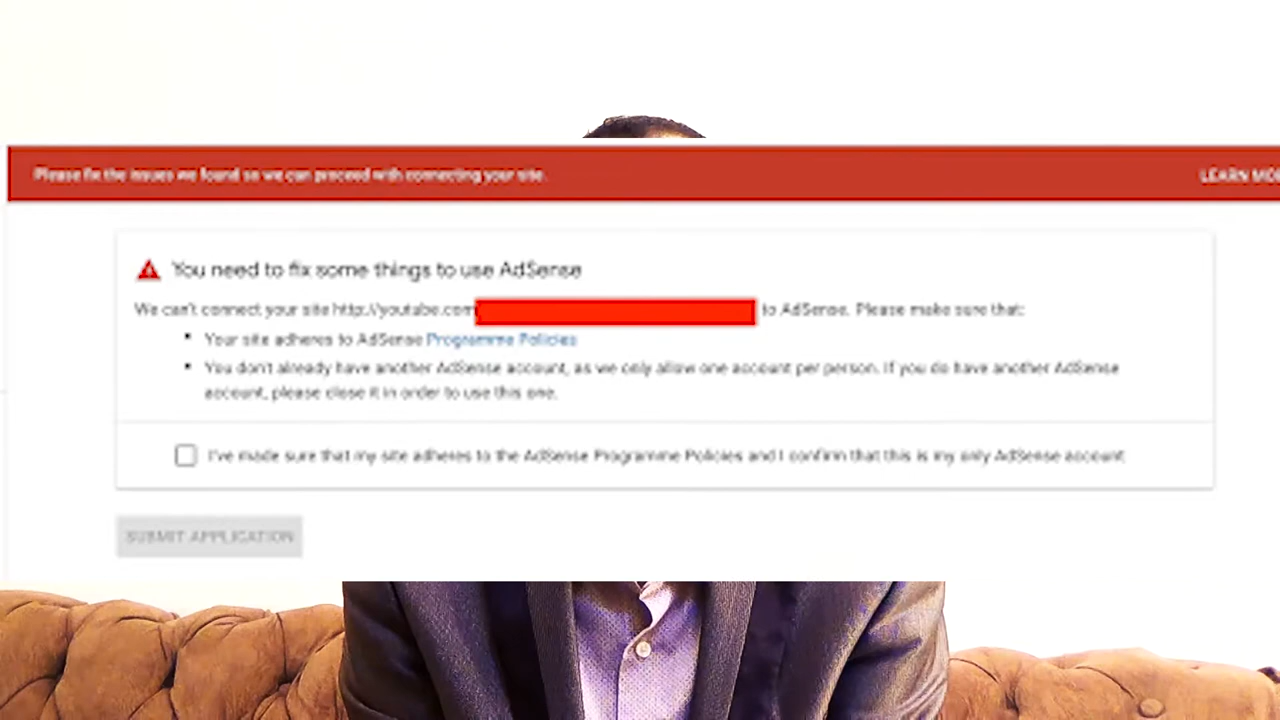 Please fix the issues we found so we can proceed with connecting your site.
LEARN MO
You need to fix some things to use AdSense
We can't connect your site http://youtube.com to AdSense. Please make sure that:
Your site adheres to AdSense Programme Policies
You don't already have another AdSense account, as we only allow one account per person. If you do have another AdSense
account, please close it in order to use this one.
I've made sure that my site adheres to the AdSense Programme Policies and I confirm that this is my only AdSense account
SUBMIT APPLICATION